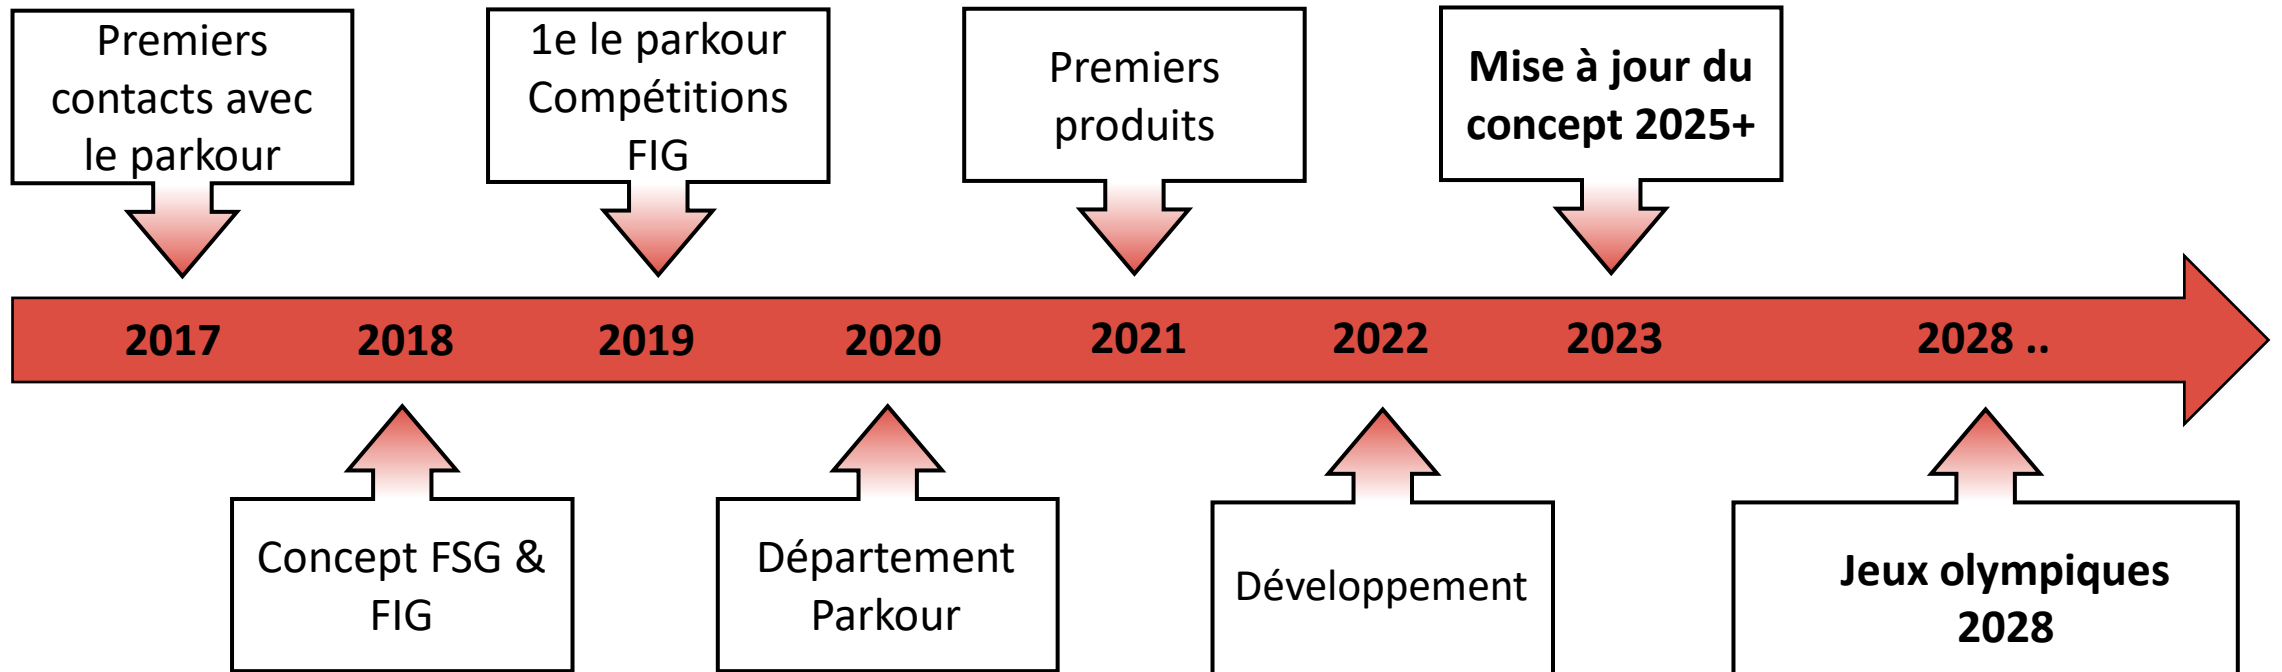 Premiers
contacts avec
le parkour
1e le parkour
Compétitions
FIG
Premiers
produits
Mise à jour du
concept 2025+
2017
2018
2019
2020
2021
2022
2023
2028 ..
Concept FSG &
FIG
Département
Parkour
Développement
Jeux olympiques
2028